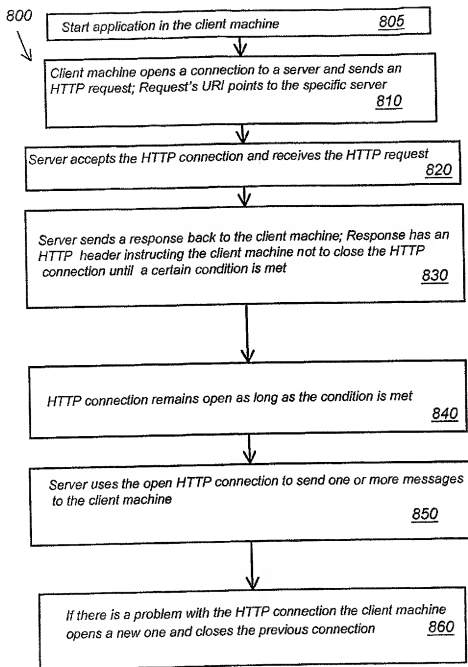 800
Start application in the client machine
805
Client machine opens a connection to a server and sends an
HTTP request; Request's URI points to the specific server
810
Server accepts the HTTP connection and receives the HTTP request
820
Server sends a response back to the client machine; Response has an
HTTP header instructing the client machine not to close the HTTP
connection until a certain condition is met
830
HTTP connection remains open as long as the condition is met
840
Server uses the open HTTP connection to send one or more messages
to the client machine
850
If there is a problem with the HTTP connection the client machine
opens a new one and closes the previous connection
860